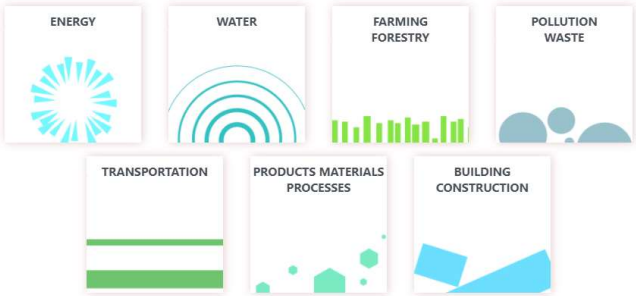 ENERGY
WATER
FARMING
FORESTRY
POLLUTION
WASTE
TRANSPORTATION
PRODUCTS MATERIALS
PROCESSES
BUILDING
CONSTRUCTION